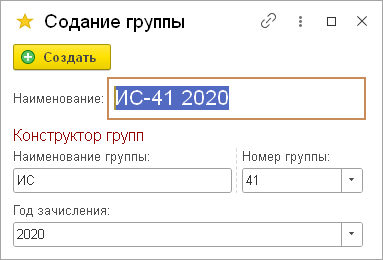 Содание группы
Создать
Наименование: ИС-41 2020
Конструктор групп
Наименование группы: Номер группы:
ИС 41
Год зачисления:
2020